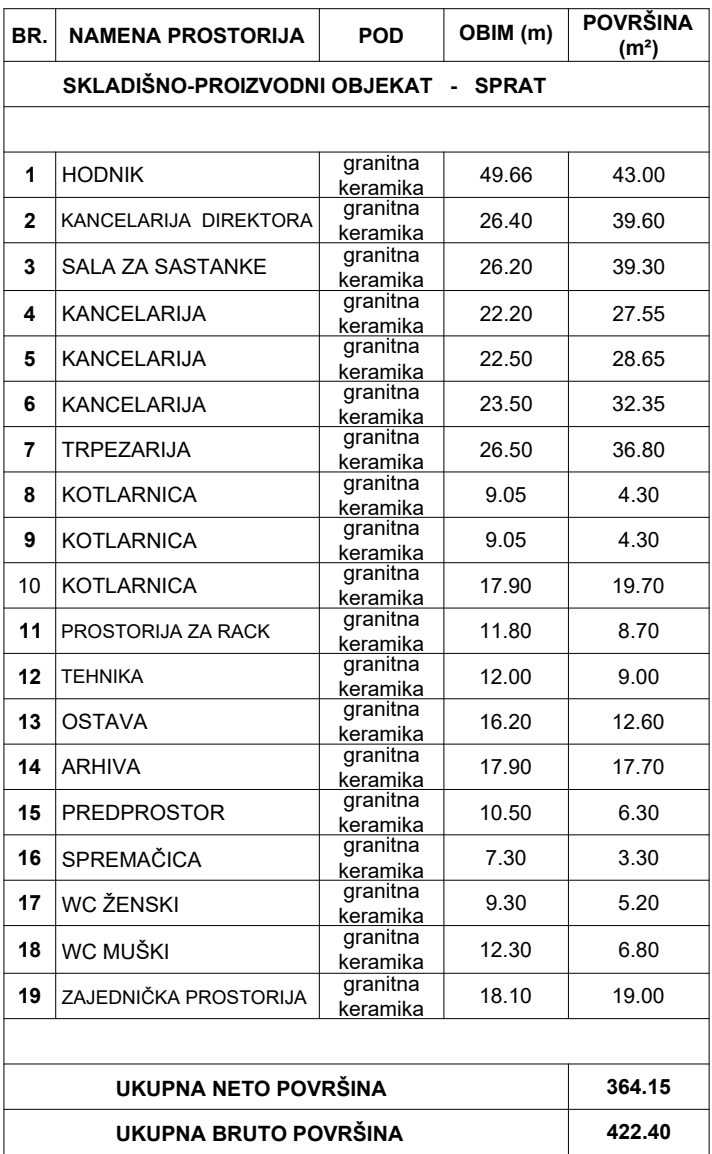 BR. NAMENA PROSTORIJA POD OBIM (m) POVRŠINA (m²)
SKLADIŠNO-PROIZVODNI OBJEKAT - SPRAT
1 HODNIK granitna keramika 49.66 43.00
2 KANCELARIJA DIREKTORA granitna keramika 26.40 39.60
3 SALA ZA SASTANKE granitna keramika 26.20 39.30
4 KANCELARIJA granitna keramika 22.20 27.55
5 KANCELARIJA granitna keramika 22.50 28.65
6 KANCELARIJA granitna keramika 23.50 32.35
7 TRPEZARIJA granitna keramika 26.50 36.80
8 KOTLARNICA granitna keramika 9.05 4.30
9 KOTLARNICA granitna keramika 9.05 4.30
10 KOTLARNICA granitna keramika 17.90 19.70
11 PROSTORIJA ZA RACK granitna keramika 11.80 8.70
12 TEHNIKA granitna keramika 12.00 9.00
13 OSTAVA granitna keramika 16.20 12.60
14 ARHIVA granitna keramika 17.90 17.70
15 PREDPROSTOR granitna keramika 10.50 6.30
16 SPREMAČICA granitna keramika 7.30 3.30
17 WC ŽENSKI granitna keramika 9.30 5.20
18 WC MUŠKI granitna keramika 12.30 6.80
19 ZAJEDNIČKA PROSTORIJA granitna keramika 18.10 19.00
UKUPNA NETO POVRŠINA 364.15
UKUPNA BRUTO POVRŠINA 422.40